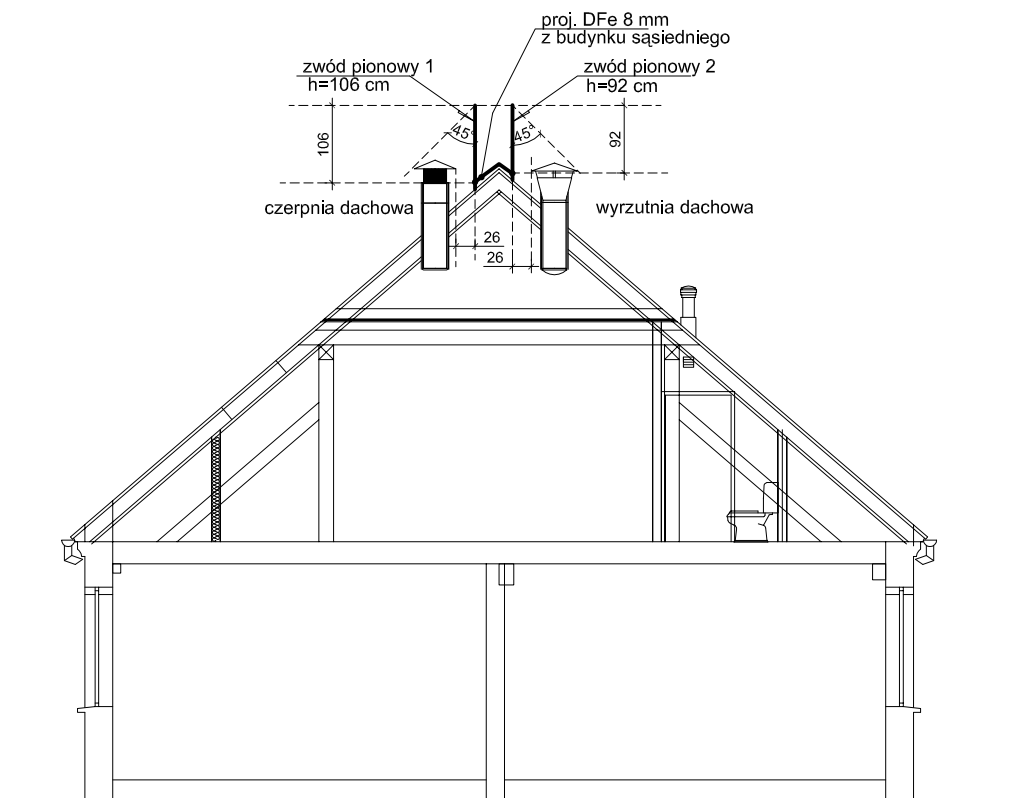 proj. DFe 8 mm
z budynku sąsiedniego
zwód pionowy 1
h=106 cm
zwód pionowy 2
h=92 cm
106
45°
45°
92
czerpnia dachowa
wyrzutnia dachowa
26
26